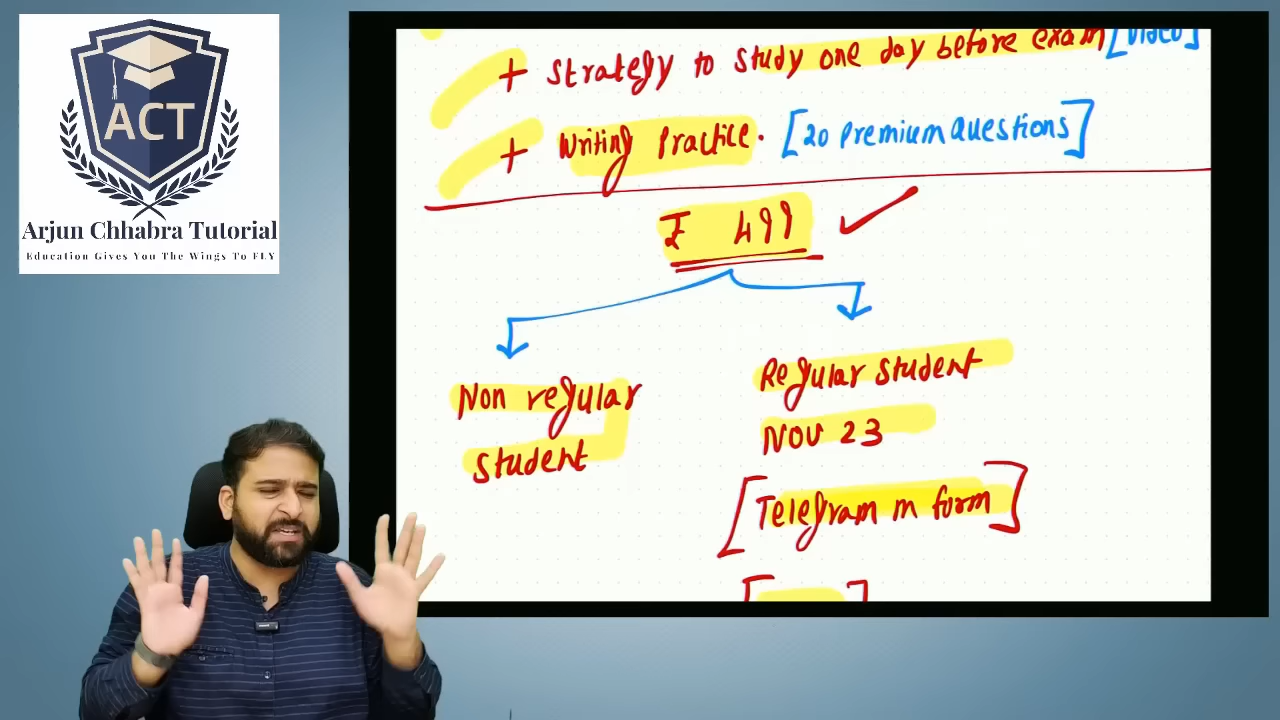 ACT
Arjun Chhabra Tutorial
Education Gives You The Wings To FLY
+ Strategy to study one day before exam [Video]
+ Writing Practice. [20 Premium Questions]
₹ 499
Non regular
Student
Regular Student
Nov 23
[Telegram m form]